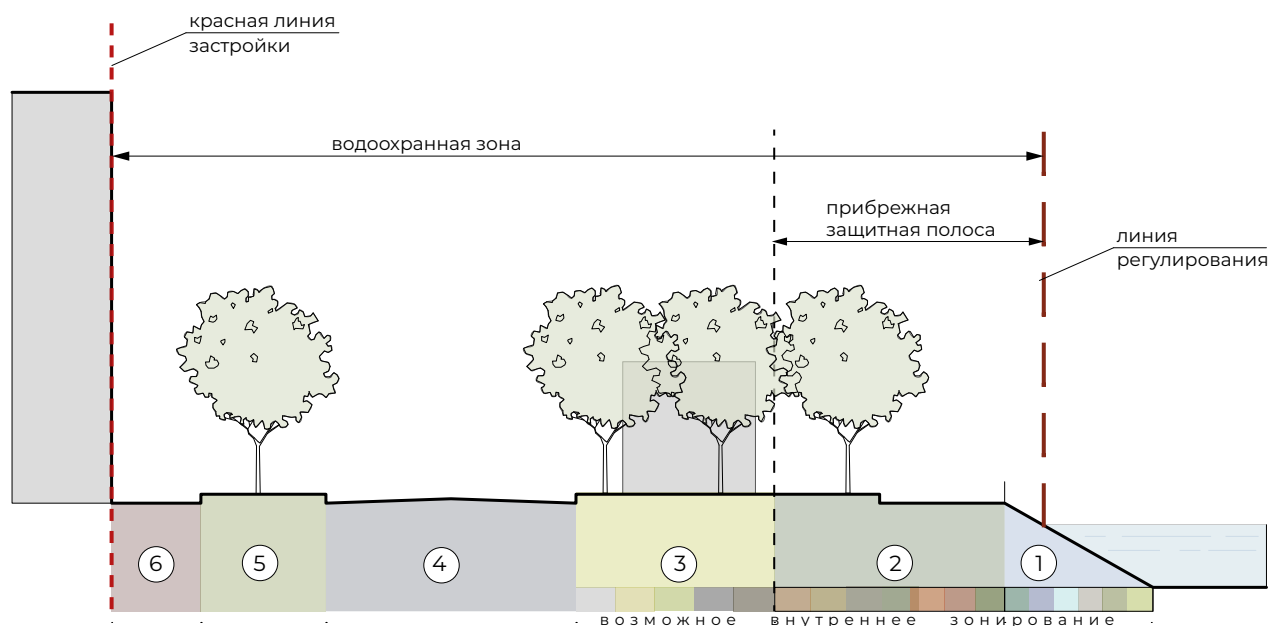 красная линия
застройки
водоохранная зона
прибрежная
защитная полоса
линия
регулирования
6
5
4
3
2
1
возможное внутреннее зонирование